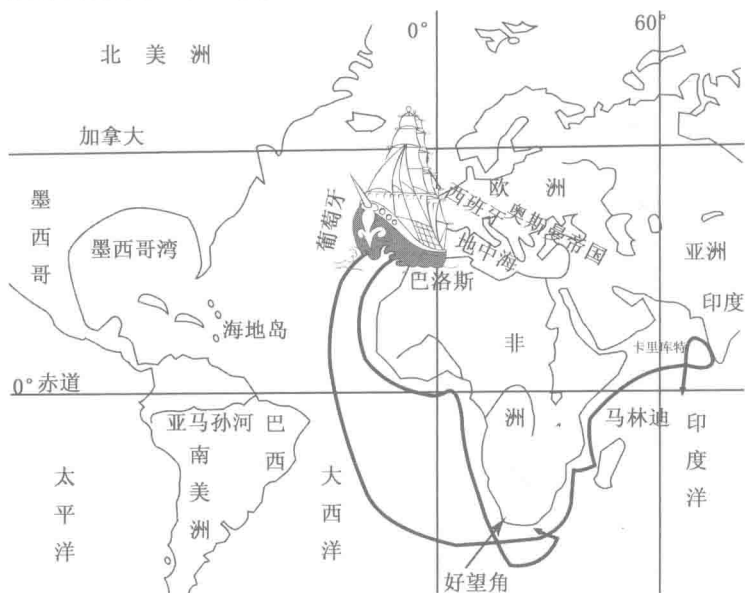 0°
60°
北美洲
加拿大
墨西哥
墨西哥湾
葡萄牙
西班牙
欧洲
奥斯曼帝国
地中海
巴洛斯
亚洲
印度
海地岛
非洲
卡里库特
0°赤道
亚马孙河
巴西
南美洲
马林迪
印度洋
太平洋
大西洋
好望角